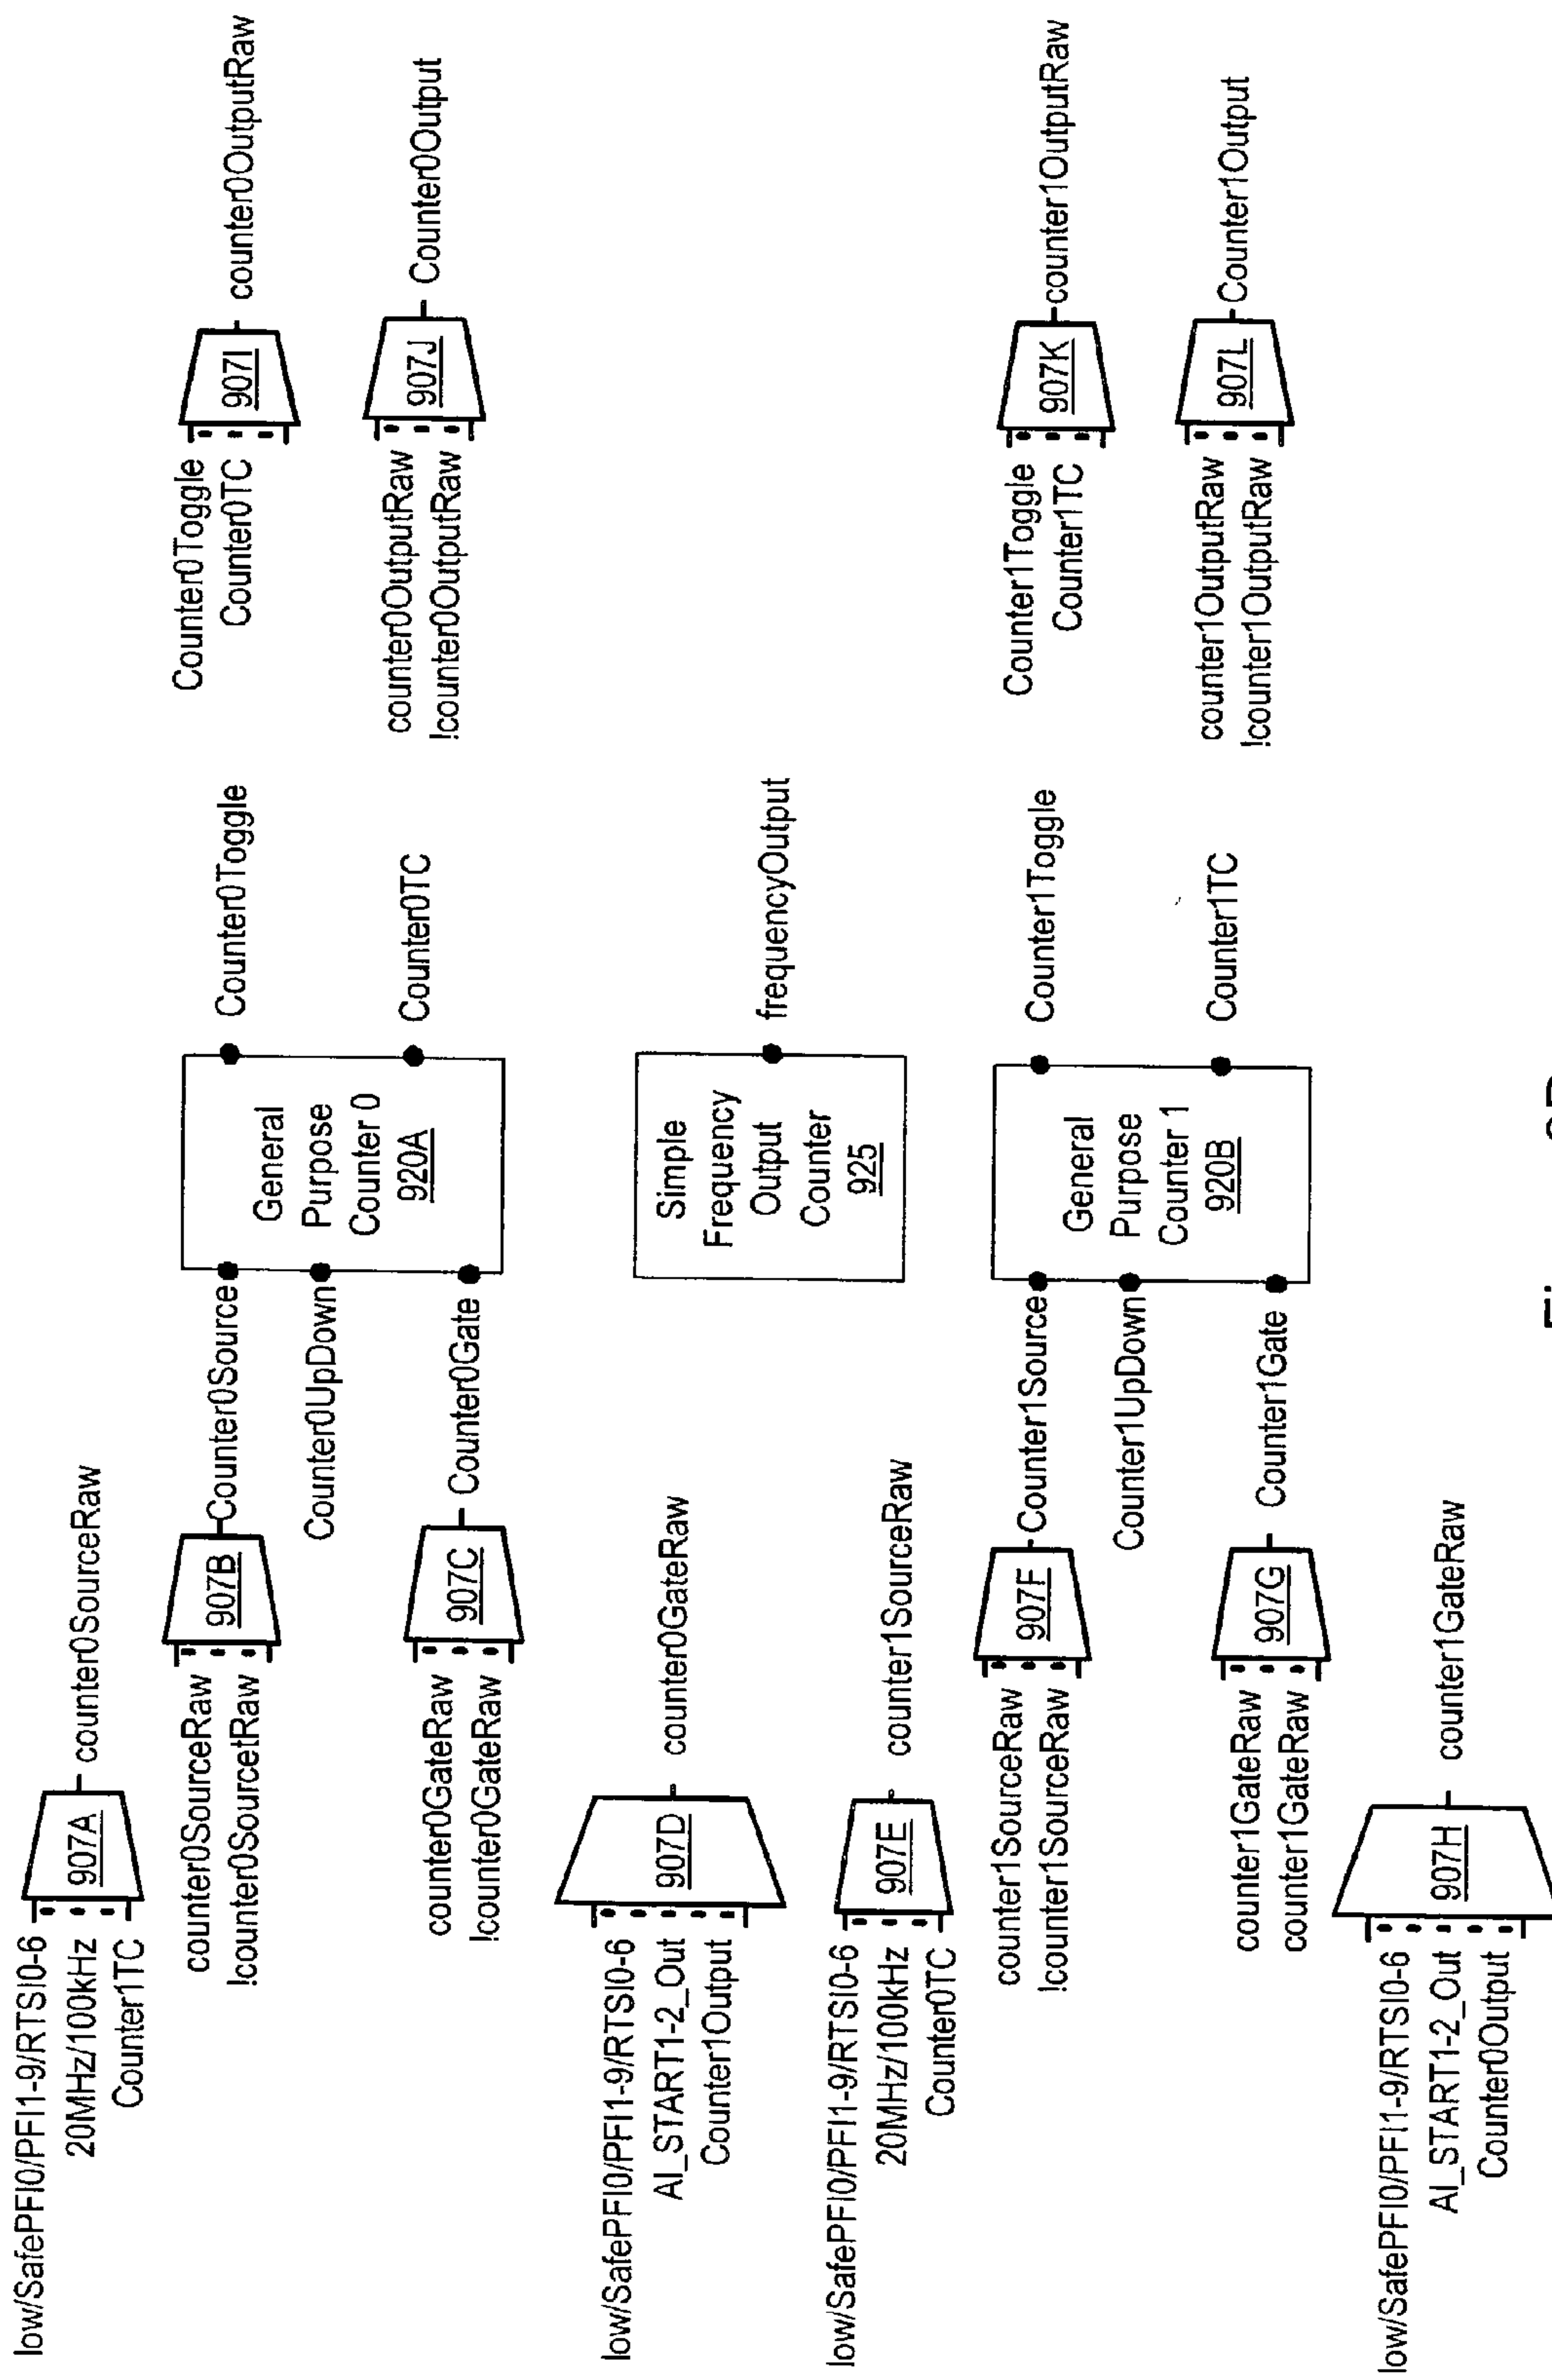 low/SafePFI0/PFI1-9/RTSI0-6
20MHz/100kHz
Counter1TC
907A
counter0SourceRaw
counter0SourceRaw
!counter0SourcetRaw
907B
Counter0Source
Counter0UpDown
counter0GateRaw
!counter0GateRaw
907C
Counter0Gate
General
Purpose
Counter 0
920A
Counter0Toggle
Counter0TC
Counter0Toggle
Counter0TC
907I
counter0OutputRaw
counter0OutputRaw
!counter0OutputRaw
907J
Counter0Output
low/SafePFI0/PFI1-9/RTSI0-6
AI_START1-2_Out
Counter1Output
907D
counter0GateRaw
Simple
Frequency
Output
Counter
925
frequencyOutput
low/SafePFI0/PFI1-9/RTSI0-6
20MHz/100kHz
Counter0TC
907E
counter1SourceRaw
counter1SourceRaw
!counter1SourceRaw
907F
Counter1Source
Counter1UpDown
counter1GateRaw
counter1GateRaw
907G
Counter1Gate
General
Purpose
Counter 1
920B
Counter1Toggle
Counter1TC
Counter1Toggle
Counter1TC
907K
counter1OutputRaw
counter1OutputRaw
!counter1OutputRaw
907L
Counter1Output
low/SafePFI0/PFI1-9/RTSI0-6
AI_START1-2_Out
Counter0Output
907H
counter1GateRaw